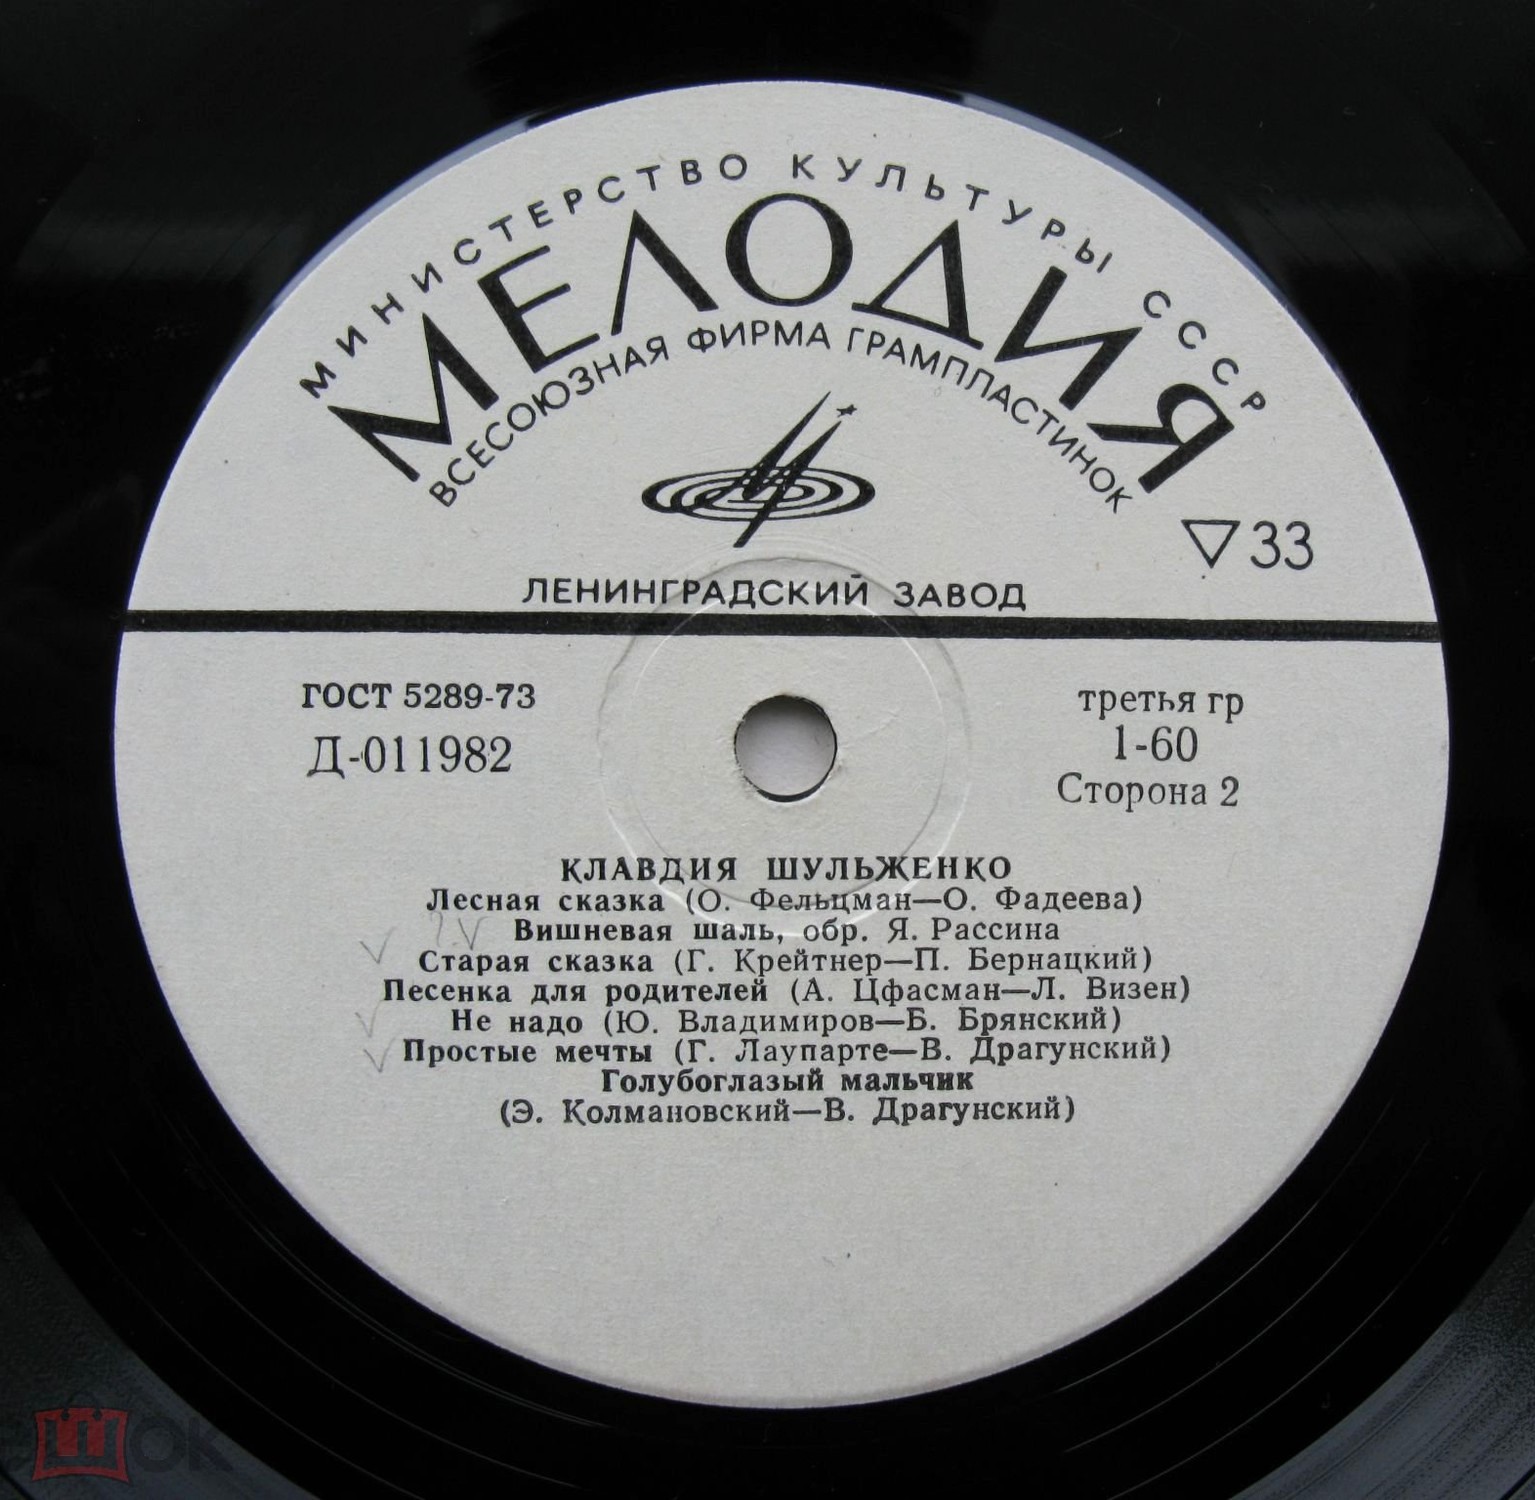 МИНИСТЕРСТВО КУЛЬТУРЫ СССР
МЕЛОДИЯ
ВСЕСОЮЗНАЯ ФИРМА ГРАМПЛАСТИНОК
33
ЛЕНИНГРАДСКИЙ ЗАВОД
ГОСТ 5289-73
Д-011982
третья гр
1-60
Сторона 2
КЛАВДИЯ ШУЛЬЖЕНКО
Лесная сказка (О. Фельцман—О. Фадеева)
Вишневая шаль, обр. Я. Рассина
Старая сказка (Г. Крейтнер—П. Бернацкий)
Песенка для родителей (А. Цфасман—Л. Визен)
Не надо (Ю. Владимиров—Б. Брянский)
Простые мечты (Г. Лаупарте—В. Драгунский)
Голубоглазый мальчик
(Э. Колмановский—В. Драгунский)
ШОК